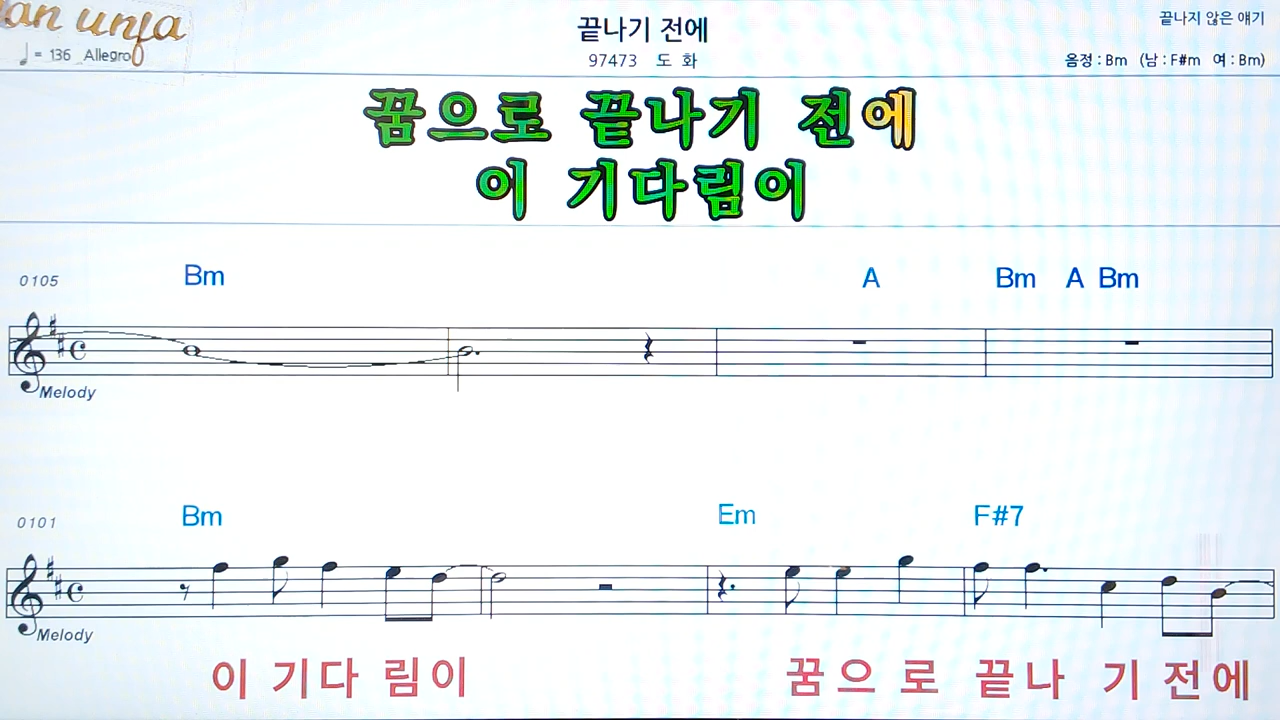 an unfa
끝나기 전에
끝나지 않은 얘기
♩ = 136 Allegro
97473 도 화
음정 : Bm (남 : F#m 여 : Bm)
꿈으로 끝나기 전에
이 기다림이
0105 Bm A Bm A Bm
Melody
0101 Bm Em F#7
Melody
이 기다 림이 꿈으 로 끝나 기 전에